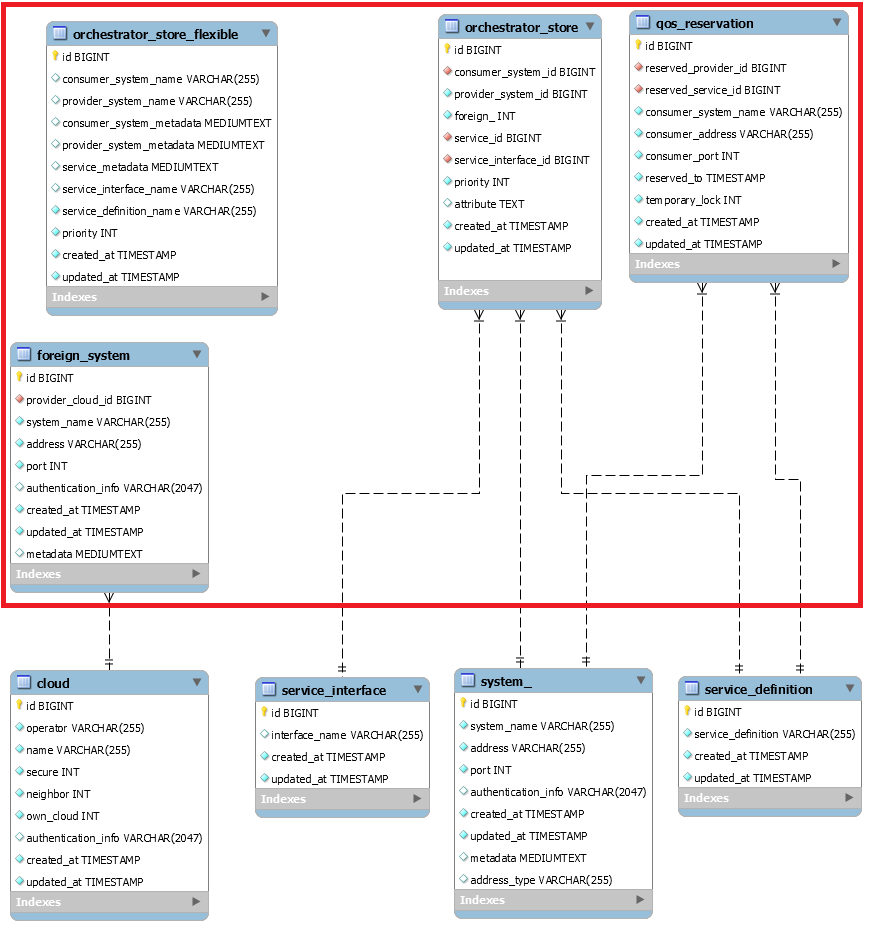 orchestrator_store_flexible
id BIGINT
consumer_system_name VARCHAR(255)
provider_system_name VARCHAR(255)
consumer_system_metadata MEDIUMTEXT
provider_system_metadata MEDIUMTEXT
service_metadata MEDIUMTEXT
service_interface_name VARCHAR(255)
service_definition_name VARCHAR(255)
priority INT
created_at TIMESTAMP
updated_at TIMESTAMP
Indexes
orchestrator_store
id BIGINT
consumer_system_id BIGINT
provider_system_id BIGINT
foreign_ INT
service_id BIGINT
service_interface_id BIGINT
priority INT
attribute TEXT
created_at TIMESTAMP
updated_at TIMESTAMP
Indexes
qos_reservation
id BIGINT
reserved_provider_id BIGINT
reserved_service_id BIGINT
consumer_system_name VARCHAR(255)
consumer_address VARCHAR(255)
consumer_port INT
reserved_to TIMESTAMP
temporary_lock INT
created_at TIMESTAMP
updated_at TIMESTAMP
Indexes
foreign_system
id BIGINT
provider_cloud_id BIGINT
system_name VARCHAR(255)
address VARCHAR(255)
port INT
authentication_info VARCHAR(2047)
created_at TIMESTAMP
updated_at TIMESTAMP
metadata MEDIUMTEXT
Indexes
cloud
id BIGINT
operator VARCHAR(255)
name VARCHAR(255)
secure INT
neighbor INT
own_cloud INT
authentication_info VARCHAR(2047)
created_at TIMESTAMP
updated_at TIMESTAMP
Indexes
service_interface
id BIGINT
interface_name VARCHAR(255)
created_at TIMESTAMP
updated_at TIMESTAMP
Indexes
system_
id BIGINT
system_name VARCHAR(255)
address VARCHAR(255)
port INT
authentication_info VARCHAR(2047)
created_at TIMESTAMP
updated_at TIMESTAMP
metadata MEDIUMTEXT
address_type VARCHAR(255)
Indexes
service_definition
id BIGINT
service_definition VARCHAR(255)
created_at TIMESTAMP
updated_at TIMESTAMP
Indexes